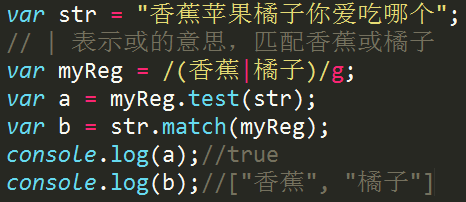 var str = "香蕉苹果橘子你爱吃哪个";
// | 表示或的意思，匹配香蕉或橘子
var myReg = /(香蕉|橘子)/g;
var a = myReg.test(str);
var b = str.match(myReg);
console.log(a);//true
console.log(b);//["香蕉", "橘子"]